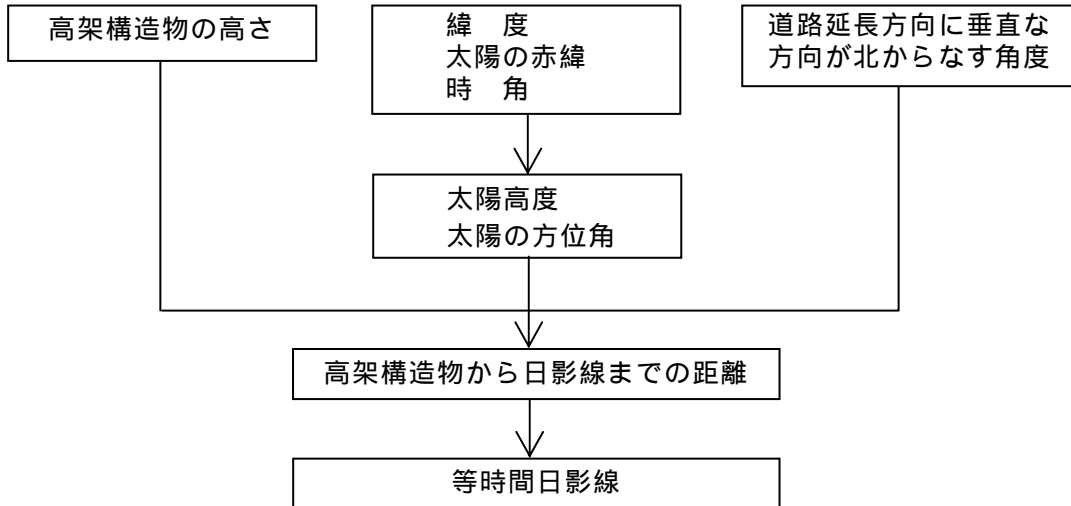 高架構造物の高さ
緯　度
太陽の赤緯
時　角
道路延長方向に垂直な
方向が北からなす角度
太陽高度
太陽の方位角
高架構造物から日影線までの距離
等時間日影線